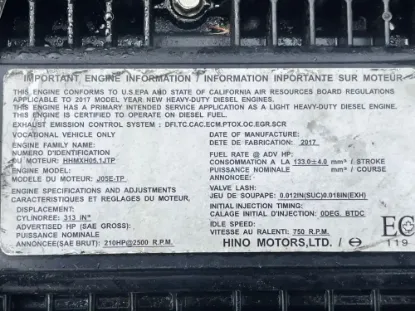 IMPORTANT ENGINE INFORMATION / INFORMATION INPORTANTE SUR MOTEUR
THIS ENGINE CONFORMS TO U.S.EPA AND STATE OF CALIFORNIA AIR RESOURCES BOARD REGULATIONS
APPLICABLE TO 2017 MODEL YEAR NEW HEAVY-DUTY DIESEL ENGINES.
THIS ENGINE HAS A PRIMARY INTENDED SERVICE APPLICATION AS A LIGHT HEAVY-DUTY DIESEL ENGINE.
THIS ENGINE IS CERTIFIED TO OPERATE ON DIESEL FUEL.
EXHAUST EMISSION CONTROL SYSTEM : DFI,TC,CAC,ECM,PTOX,OC,EGR,SCR
VOCATIONAL VEHICLE ONLY
ENGINE FAMILY NAME:
NUMERO D'IDENTIFICATION
DU MOTEUR: HHMXH05.1JTP
ENGINE MODEL:
MODELE DU MOTEUR: J05E-TP
ENGINE SPECIFICATIONS AND ADJUSTMENTS
CARACTERISTIQUES ET REGLAGES DU MOTEUR,
DISPLACEMENT:
CYLINDREE: 313 IN³
ADVERTISED HP (SAE GROSS):
PUISSANCE NOMINALE
ANNONCEE(SAE BRUT): 210HP@2500 R.P.M.
DATE OF MANUFACTURE:
DATE DE FABRICATION: 2017
FUEL RATE @ ADV HP:
CONSOMMATION A LA 133.0±4.0 mm³ / STROKE
PUISSANCE NOMINALE mm³ / COURSE
ANNONCEE
VALVE LASH:
JEU DE SOUPAPE: 0.012IN(SUC)0.018IN(EXH)
INITIAL INJECTION TIMING:
CALAGE INITIAL D'INJECTION: 0DEG. BTDC
IDLE SPEED:
VITESSE AU RALENTI: 750 R.P.M.
HINO MOTORS,LTD. /
EC
119